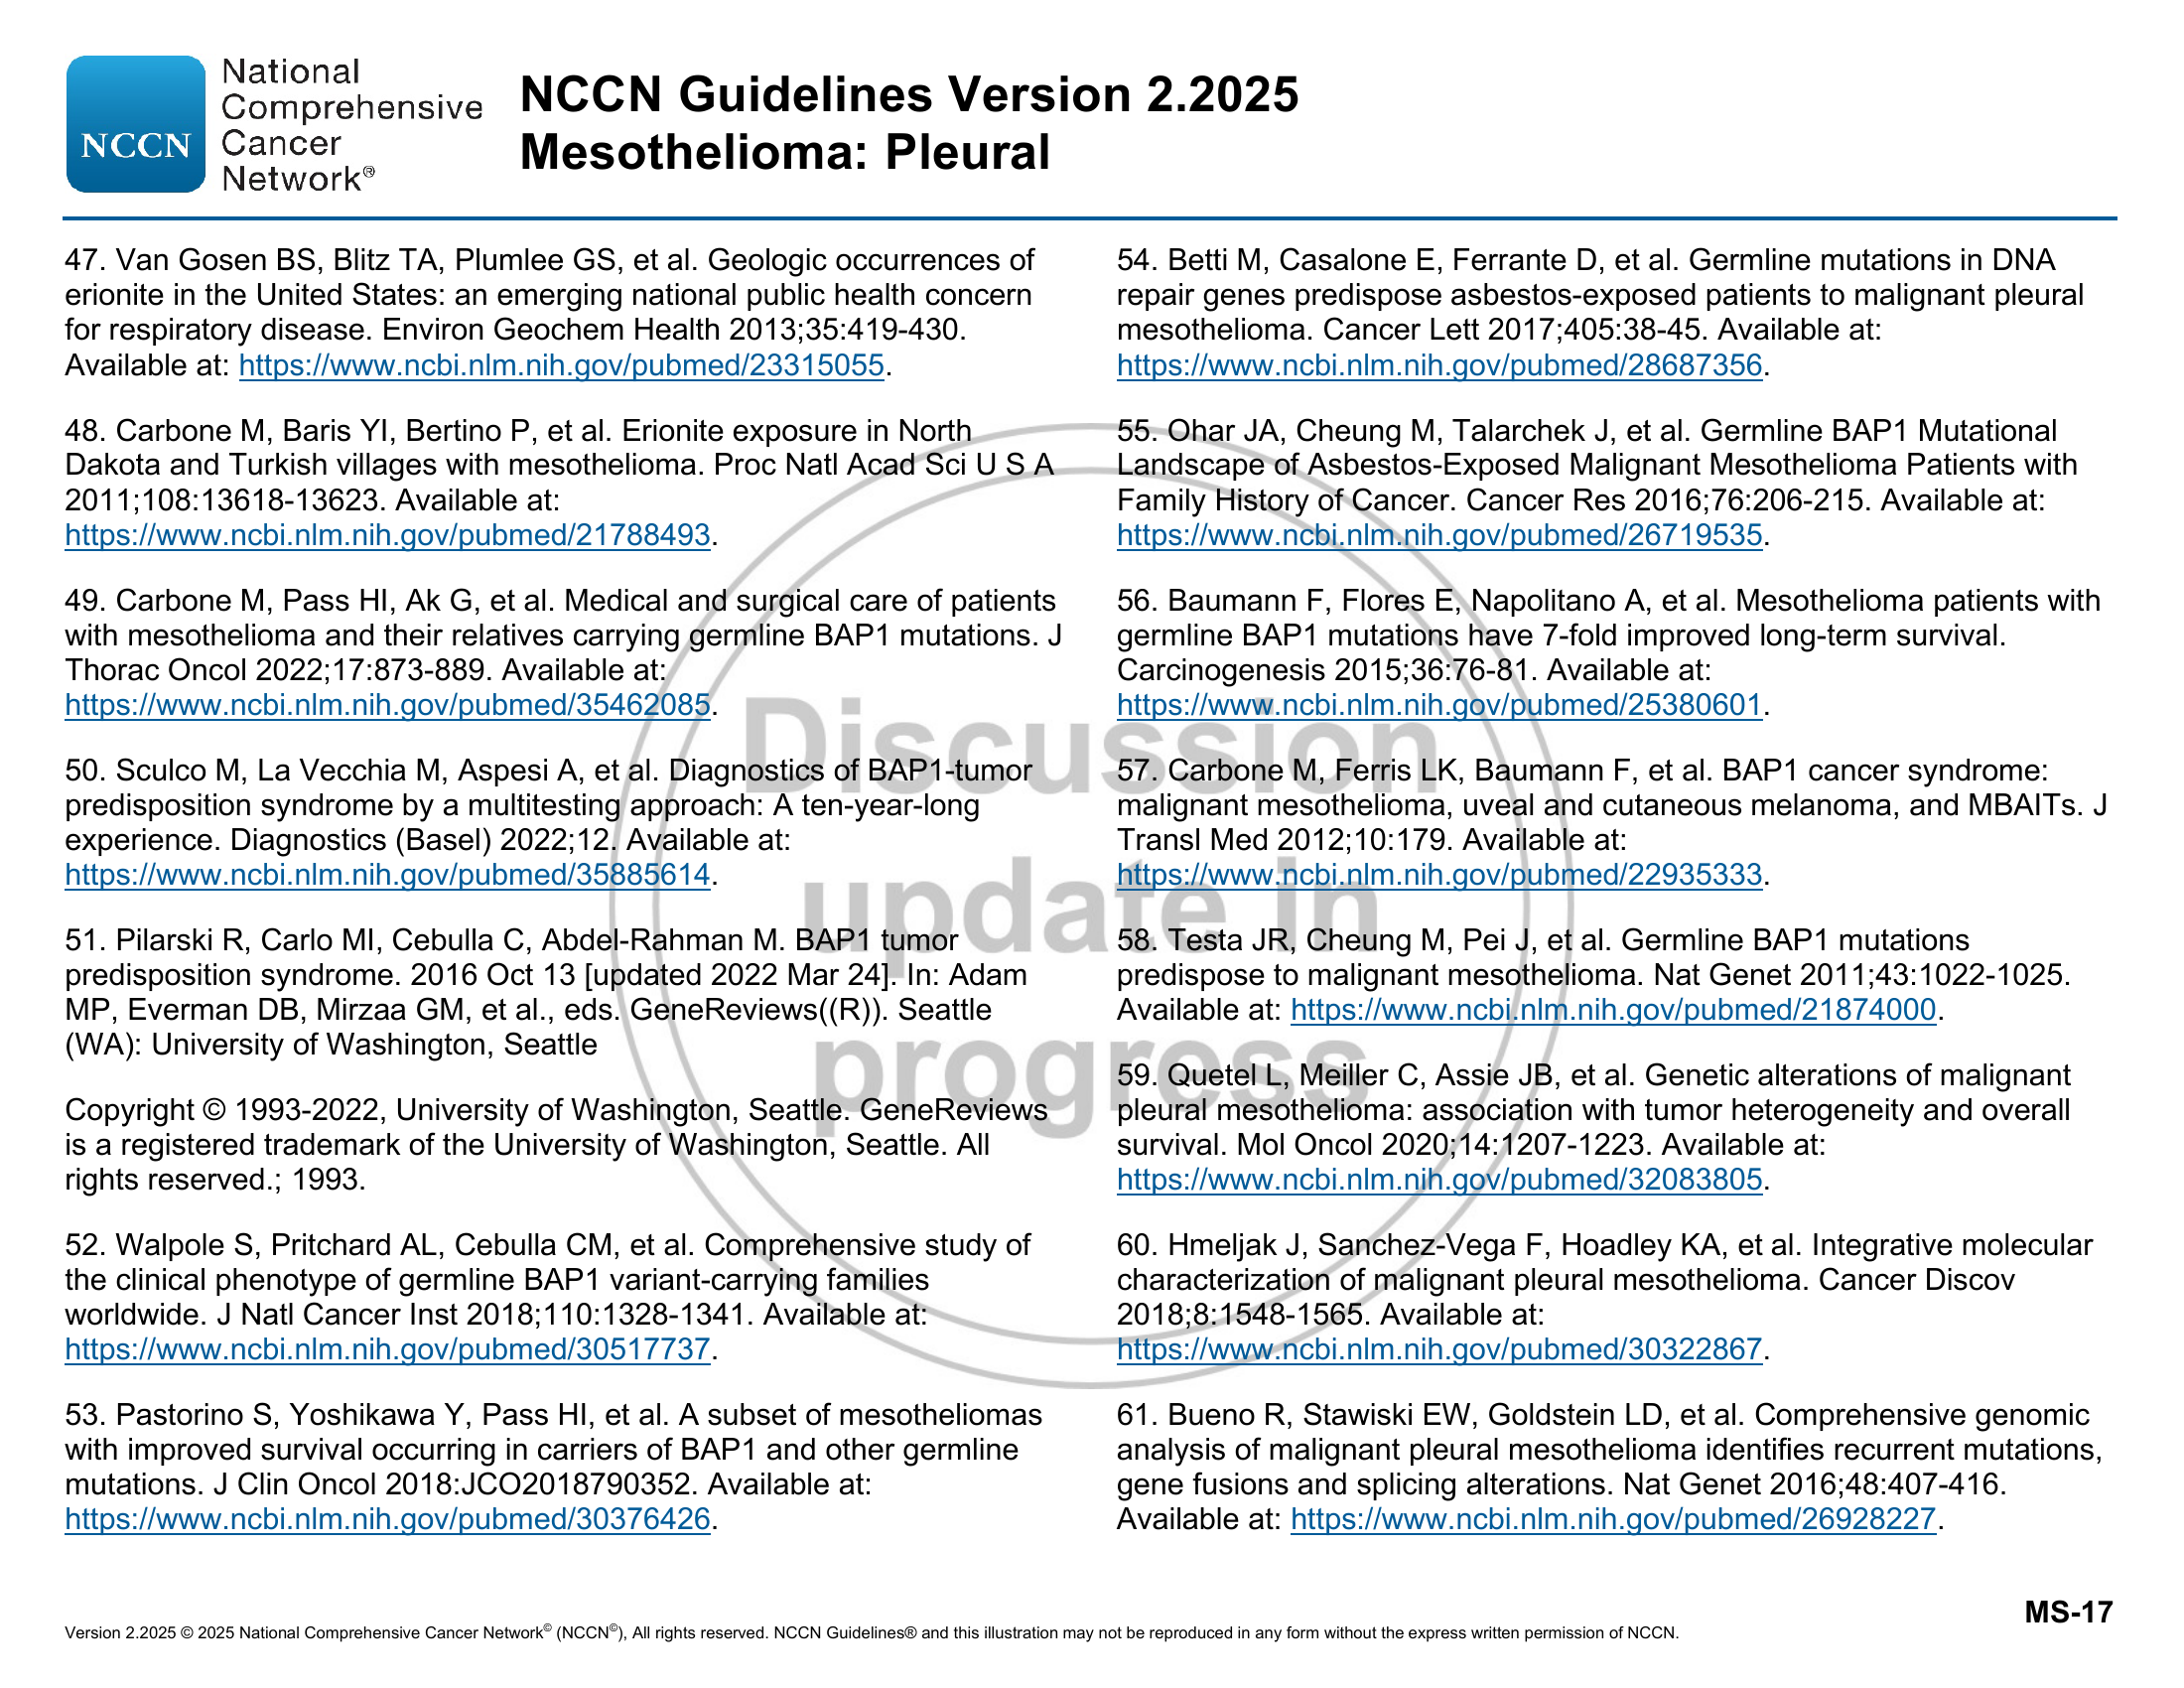 National
Comprehensive
Cancer
Network®
NCCN
NCCN Guidelines Version 2.2025
Mesothelioma: Pleural
47. Van Gosen BS, Blitz TA, Plumlee GS, et al. Geologic occurrences of
erionite in the United States: an emerging national public health concern
for respiratory disease. Environ Geochem Health 2013;35:419-430.
Available at: https://www.ncbi.nlm.nih.gov/pubmed/23315055.
48. Carbone M, Baris YI, Bertino P, et al. Erionite exposure in North
Dakota and Turkish villages with mesothelioma. Proc Natl Acad Sci U S A
2011;108:13618-13623. Available at:
https://www.ncbi.nlm.nih.gov/pubmed/21788493.
49. Carbone M, Pass HI, Ak G, et al. Medical and surgical care of patients
with mesothelioma and their relatives carrying germline BAP1 mutations. J
Thorac Oncol 2022;17:873-889. Available at:
https://www.ncbi.nlm.nih.gov/pubmed/35462085.
50. Sculco M, La Vecchia M, Aspesi A, et al. Diagnostics of BAP1-tumor
predisposition syndrome by a multitesting approach: A ten-year-long
experience. Diagnostics (Basel) 2022;12. Available at:
https://www.ncbi.nlm.nih.gov/pubmed/35885614.
51. Pilarski R, Carlo MI, Cebulla C, Abdel-Rahman M. BAP1 tumor
predisposition syndrome. 2016 Oct 13 [updated 2022 Mar 24]. In: Adam
MP, Everman DB, Mirzaa GM, et al., eds. GeneReviews((R)). Seattle
(WA): University of Washington, Seattle
Copyright © 1993-2022, University of Washington, Seattle. GeneReviews
is a registered trademark of the University of Washington, Seattle. All
rights reserved.; 1993.
52. Walpole S, Pritchard AL, Cebulla CM, et al. Comprehensive study of
the clinical phenotype of germline BAP1 variant-carrying families
worldwide. J Natl Cancer Inst 2018;110:1328-1341. Available at:
https://www.ncbi.nlm.nih.gov/pubmed/30517737.
53. Pastorino S, Yoshikawa Y, Pass HI, et al. A subset of mesotheliomas
with improved survival occurring in carriers of BAP1 and other germline
mutations. J Clin Oncol 2018:JCO2018790352. Available at:
https://www.ncbi.nlm.nih.gov/pubmed/30376426.
54. Betti M, Casalone E, Ferrante D, et al. Germline mutations in DNA
repair genes predispose asbestos-exposed patients to malignant pleural
mesothelioma. Cancer Lett 2017;405:38-45. Available at:
https://www.ncbi.nlm.nih.gov/pubmed/28687356.
55. Ohar JA, Cheung M, Talarchek J, et al. Germline BAP1 Mutational
Landscape of Asbestos-Exposed Malignant Mesothelioma Patients with
Family History of Cancer. Cancer Res 2016;76:206-215. Available at:
https://www.ncbi.nlm.nih.gov/pubmed/26719535.
56. Baumann F, Flores E, Napolitano A, et al. Mesothelioma patients with
germline BAP1 mutations have 7-fold improved long-term survival.
Carcinogenesis 2015;36:76-81. Available at:
https://www.ncbi.nlm.nih.gov/pubmed/25380601.
57. Carbone M, Ferris LK, Baumann F, et al. BAP1 cancer syndrome:
malignant mesothelioma, uveal and cutaneous melanoma, and MBAITs. J
Transl Med 2012;10:179. Available at:
https://www.ncbi.nlm.nih.gov/pubmed/22935333.
58. Testa JR, Cheung M, Pei J, et al. Germline BAP1 mutations
predispose to malignant mesothelioma. Nat Genet 2011;43:1022-1025.
Available at: https://www.ncbi.nlm.nih.gov/pubmed/21874000.
59. Quetel L, Meiller C, Assie JB, et al. Genetic alterations of malignant
pleural mesothelioma: association with tumor heterogeneity and overall
survival. Mol Oncol 2020;14:1207-1223. Available at:
https://www.ncbi.nlm.nih.gov/pubmed/32083805.
60. Hmeljak J, Sanchez-Vega F, Hoadley KA, et al. Integrative molecular
characterization of malignant pleural mesothelioma. Cancer Discov
2018;8:1548-1565. Available at:
https://www.ncbi.nlm.nih.gov/pubmed/30322867.
61. Bueno R, Stawiski EW, Goldstein LD, et al. Comprehensive genomic
analysis of malignant pleural mesothelioma identifies recurrent mutations,
gene fusions and splicing alterations. Nat Genet 2016;48:407-416.
Available at: https://www.ncbi.nlm.nih.gov/pubmed/26928227.
Discussion
update in
progress
MS-17
Version 2.2025 © 2025 National Comprehensive Cancer Network© (NCCN©), All rights reserved. NCCN Guidelines® and this illustration may not be reproduced in any form without the express written permission of NCCN.